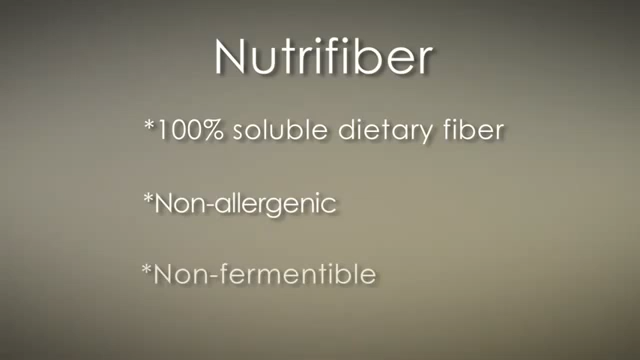 Nutrifiber
*100% soluble dietary fiber
*Non-allergenic
*Non-fermentible